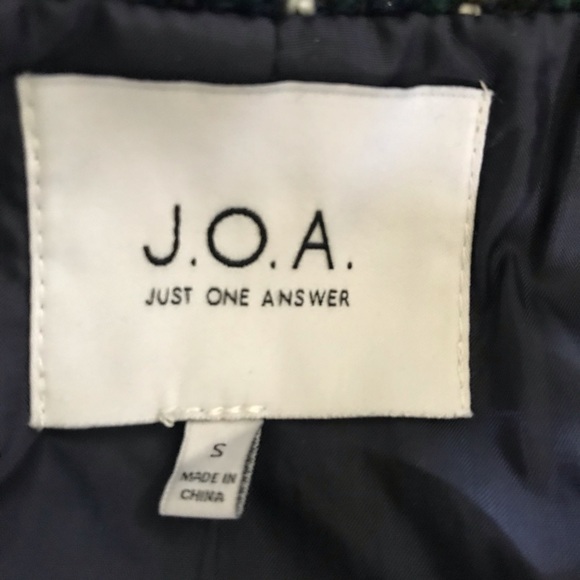 J.O.A.
JUST ONE ANSWER
S
MADE IN
CHINA